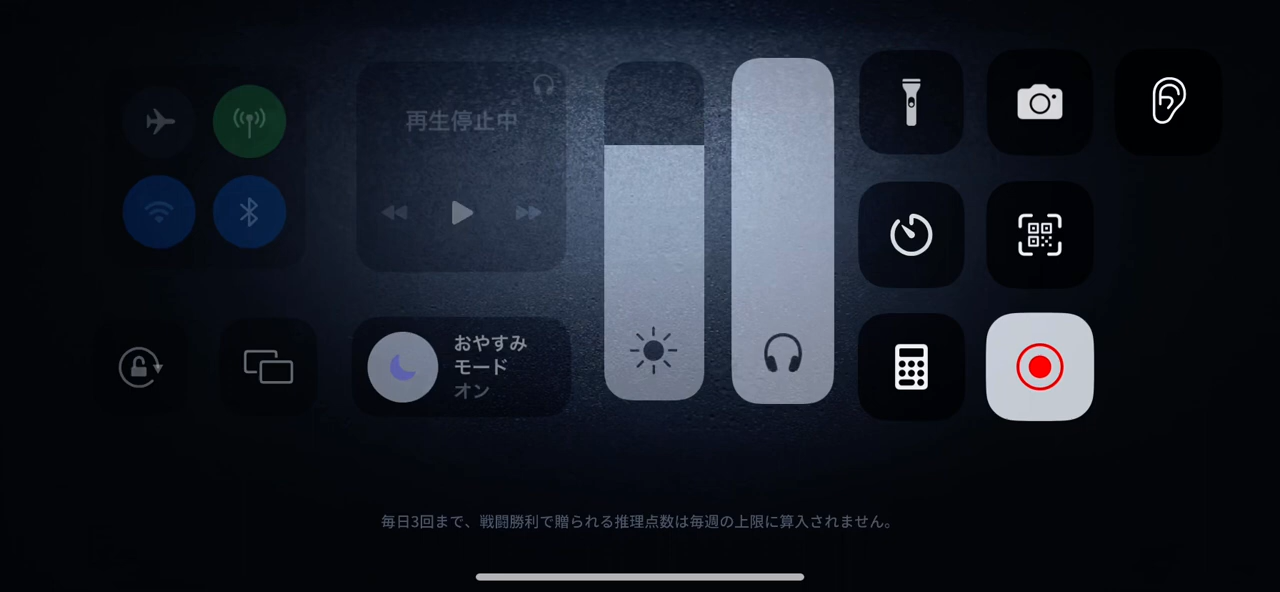 再生停止中
おやすみ
モード
オン
毎日3回まで、戦闘勝利で贈られる推理点数は毎週の上限に算入されません。